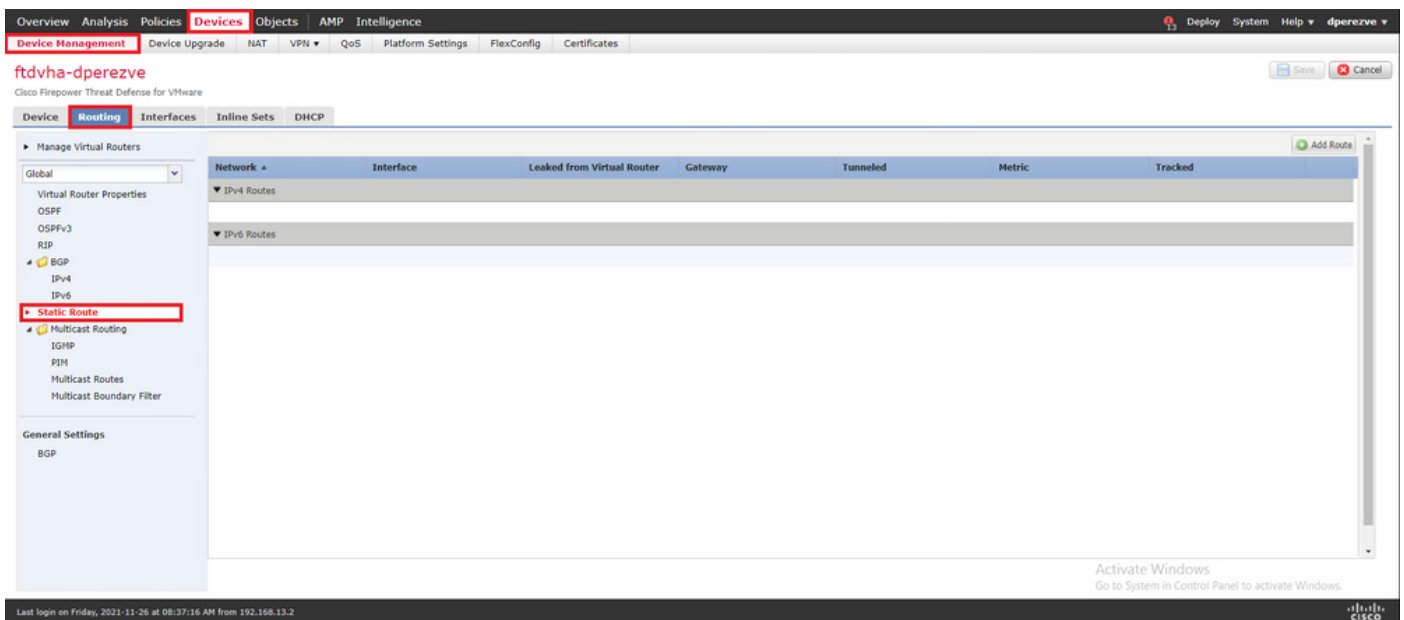 Overview Analysis Policies Devices Objects AMP Intelligence 13 Deploy System Help dperezve
Device Management Device Upgrade NAT VPN QoS Platform Settings FlexConfig Certificates
ftdvha-dperezve
Save Cancel
Cisco Firepower Threat Defense for VMware
Device Routing Interfaces Inline Sets DHCP
Manage Virtual Routers
Add Route
Global
Network Interface Leaked from Virtual Router Gateway Tunneled Metric Tracked
Virtual Router Properties
IPv4 Routes
OSPF
OSPFv3
IPv6 Routes
RIP
BGP
IPv4
IPv6
Static Route
Multicast Routing
IGMP
PIM
Multicast Routes
Multicast Boundary Filter
General Settings
BGP
Activate Windows
Go to System in Control Panel to activate Windows.
Last login on Friday, 2021-11-26 at 08:37:16 AM from 192.168.13.2
CISCO